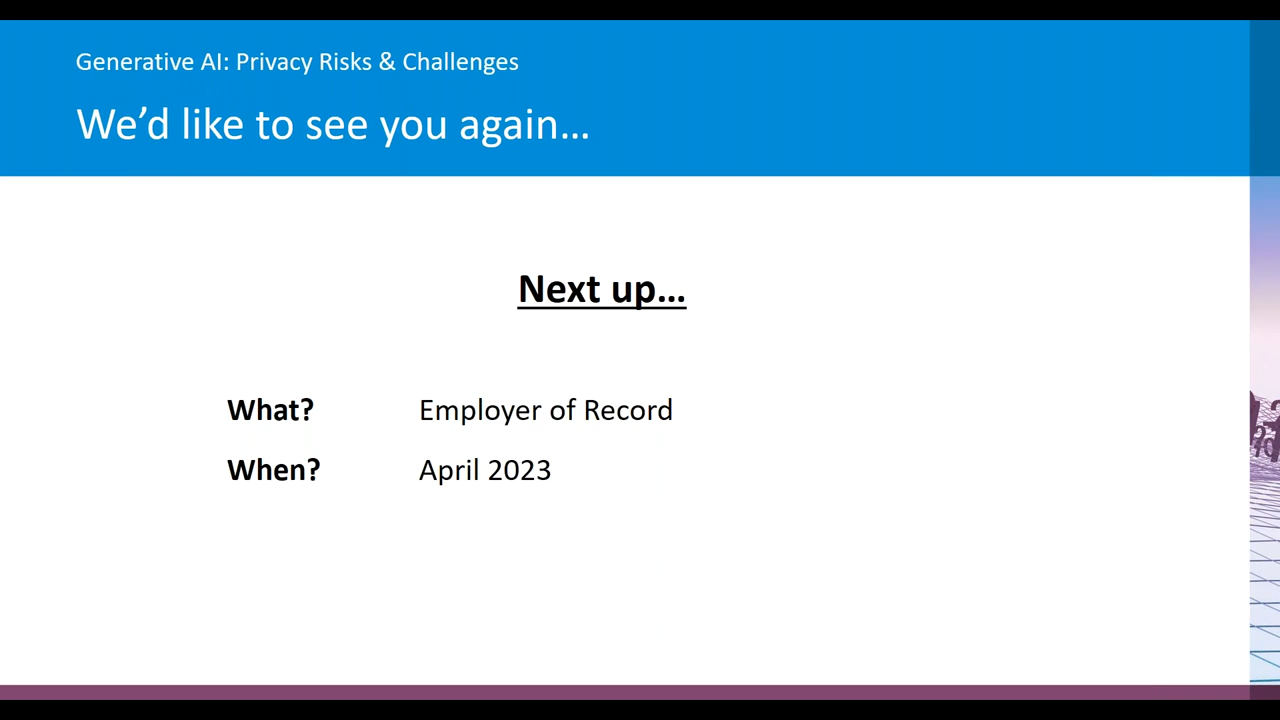 Generative AI: Privacy Risks & Challenges
We’d like to see you again…
Next up…
What? Employer of Record
When? April 2023